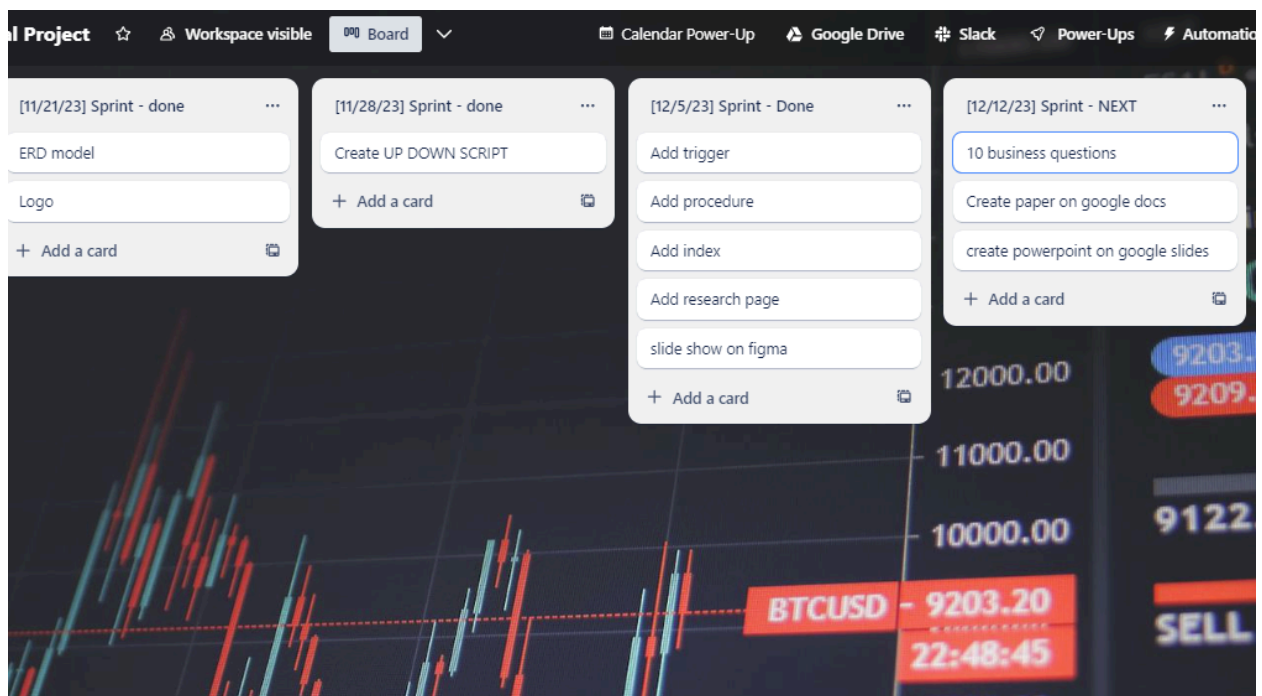 al Project Workspace visible Board Calendar Power-Up Google Drive Slack Power-Ups Automatio
[11/21/23] Sprint - done
ERD model
Logo
+ Add a card
[11/28/23] Sprint - done
Create UP DOWN SCRIPT
+ Add a card
[12/5/23] Sprint - Done
Add trigger
Add procedure
Add index
Add research page
slide show on figma
+ Add a card
[12/12/23] Sprint - NEXT
10 business questions
Create paper on google docs
create powerpoint on google slides
+ Add a card
12000.00
11000.00
10000.00
BTCUSD - 9203.20
22:48:45
9203.
9209.
9122.
SELL